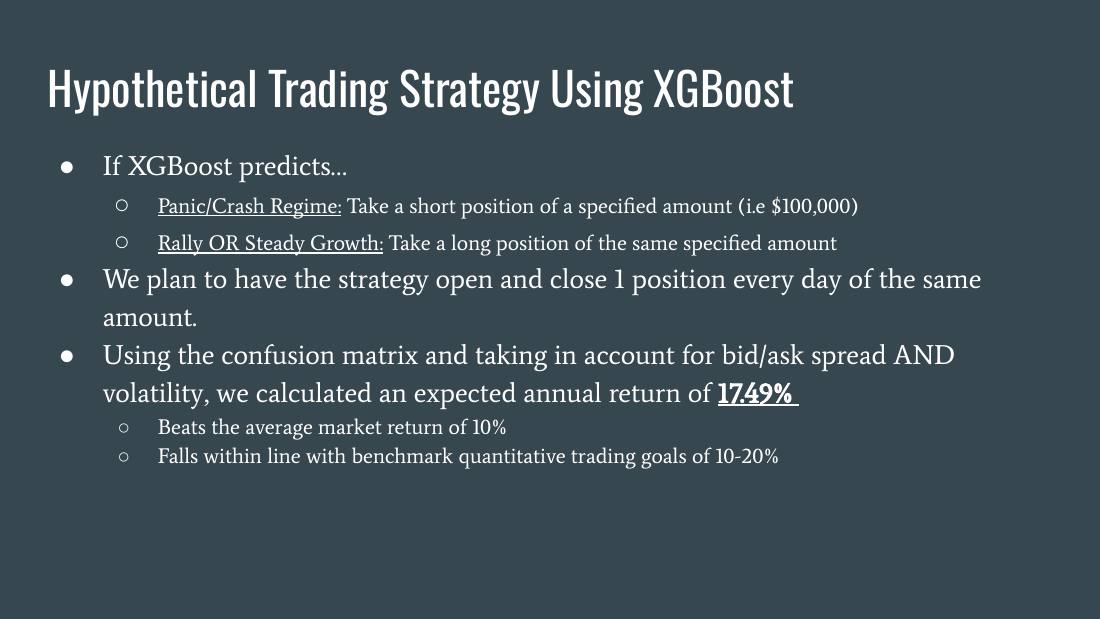 Hypothetical Trading Strategy Using XGBoost
● If XGBoost predicts...
○ Panic/Crash Regime: Take a short position of a specified amount (i.e $100,000)
○ Rally OR Steady Growth: Take a long position of the same specified amount
● We plan to have the strategy open and close 1 position every day of the same
amount.
● Using the confusion matrix and taking in account for bid/ask spread AND
volatility, we calculated an expected annual return of 17.49%
○ Beats the average market return of 10%
○ Falls within line with benchmark quantitative trading goals of 10-20%